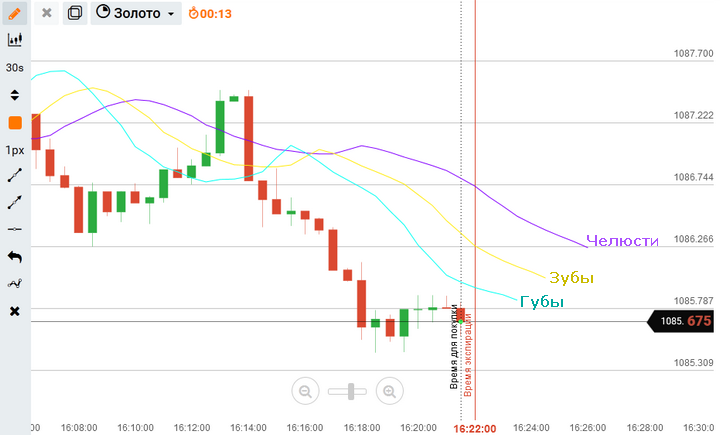 Золото
00:13
30s
1px
1087.700
1087.222
1086.744
1086.266
1085.787
1085.675
1085.309
Челюсти
Зубы
Губы
Время для покупки
Время экспирации
16:08:00 16:10:00 16:12:00 16:14:00 16:16:00 16:18:00 16:20:00 16:22:00 16:24:00 16:26:00 16:28:00 16:30:00